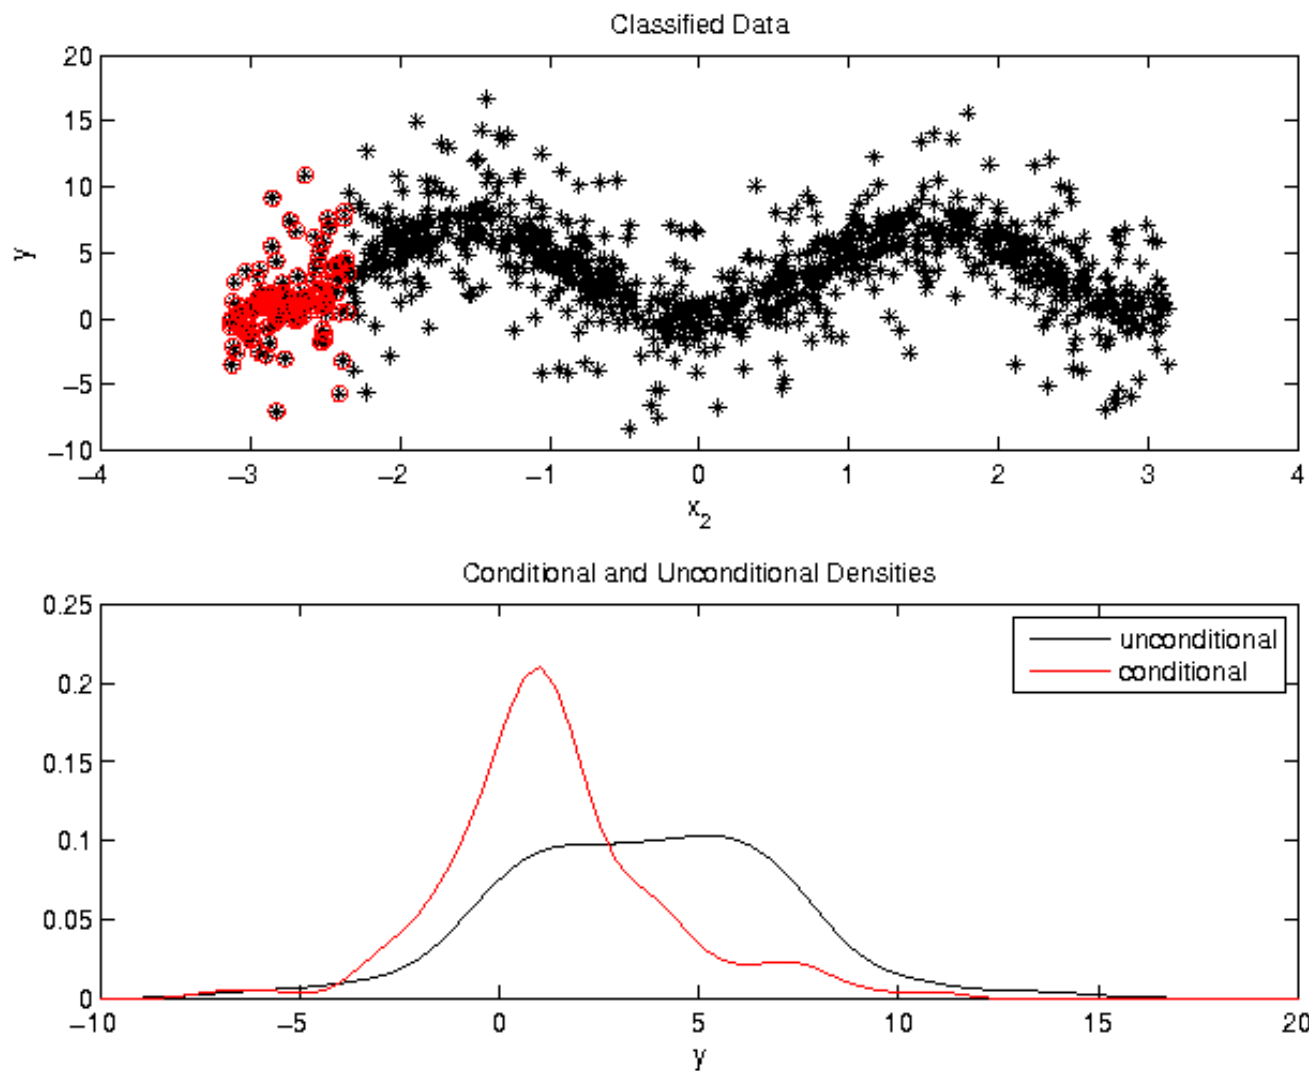 Classified Data
20
15
10
5
0
−5
−10
y
−4 −3 −2 −1 0 1 2 3 4
x_2
Conditional and Unconditional Densities
0.25
0.2
0.15
0.1
0.05
0
y
unconditional
conditional
−10 −5 0 5 10 15 20